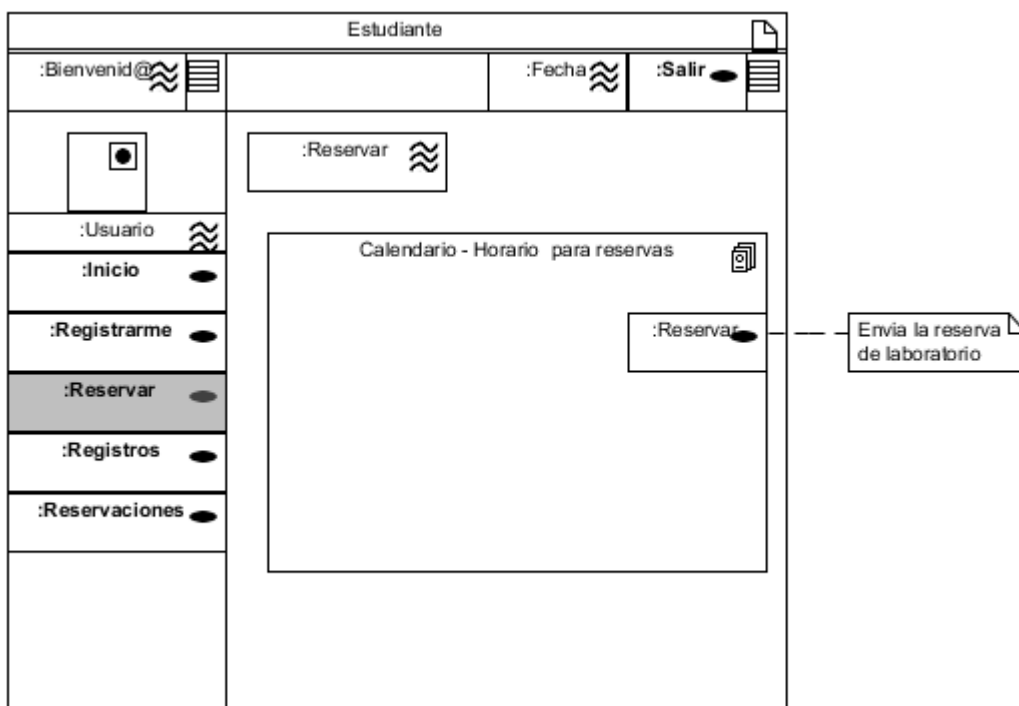 Estudiante
:Bienvenid@
:Fecha
:Salir
:Reservar
:Usuario
:Inicio
:Registrarme
:Reservar
:Registros
:Reservaciones
Calendario - Horario para reservas
:Reservar
Envia la reserva
de laboratorio